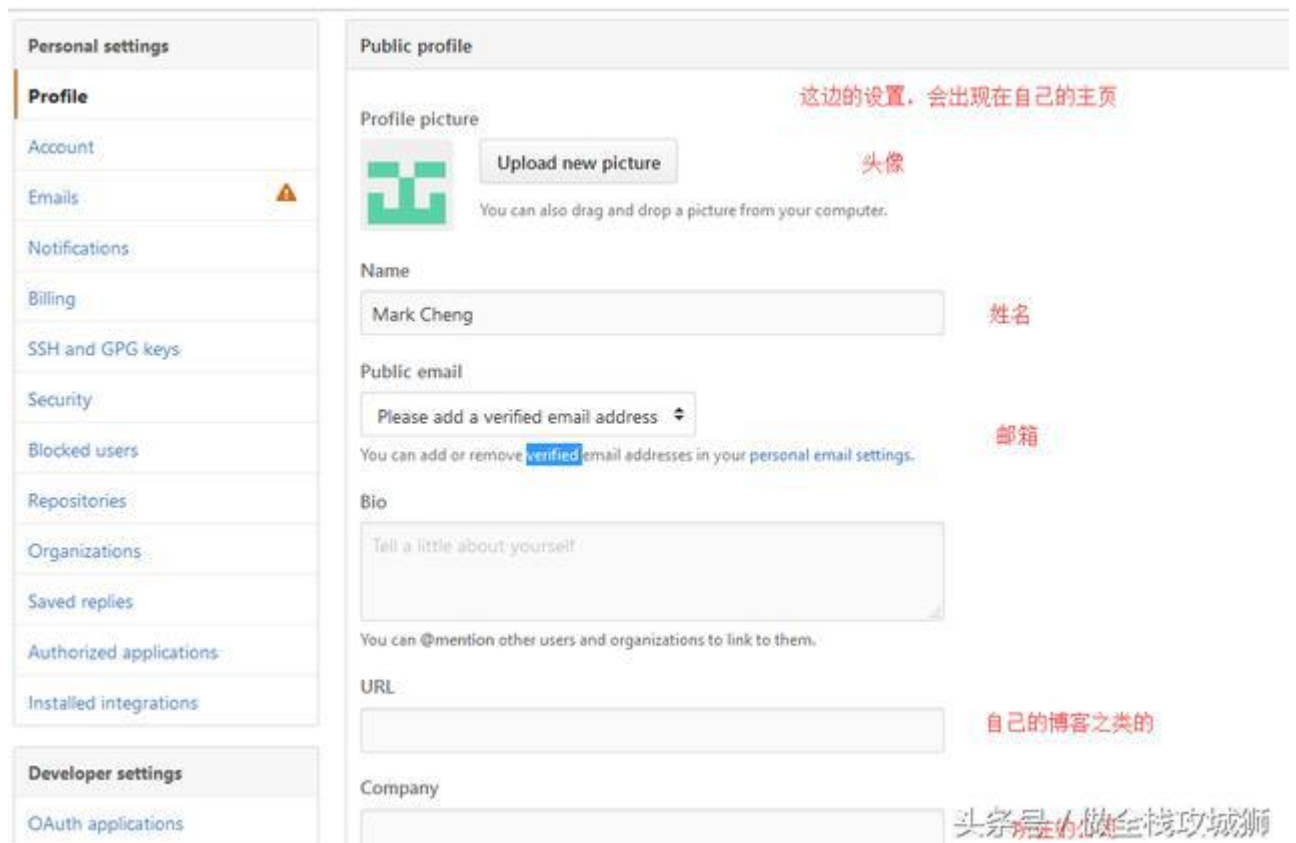 Personal settings
Profile
Account
Emails
Notifications
Billing
SSH and GPG keys
Security
Blocked users
Repositories
Organizations
Saved replies
Authorized applications
Installed integrations
Developer settings
OAuth applications
Public profile
这边的设置，会出现在自己的主页
Profile picture
Upload new picture
头像
You can also drag and drop a picture from your computer.
Name
Mark Cheng
姓名
Public email
Please add a verified email address
邮箱
You can add or remove verified email addresses in your personal email settings.
Bio
Tell a little about yourself
You can @mention other users and organizations to link to them.
URL
自己的博客之类的
Company
头条号 / 做全栈攻城狮